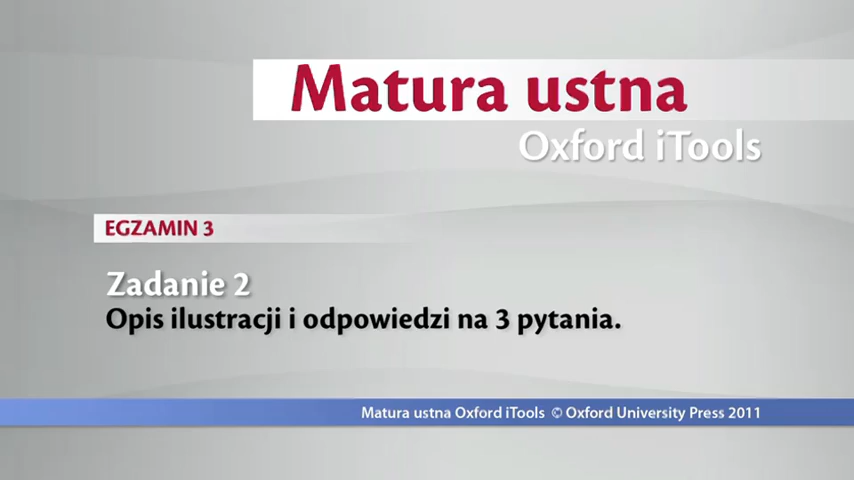 Matura ustna
Oxford iTools
EGZAMIN 3
Zadanie 2
Opis ilustracji i odpowiedzi na 3 pytania.
Matura ustna Oxford iTools © Oxford University Press 2011